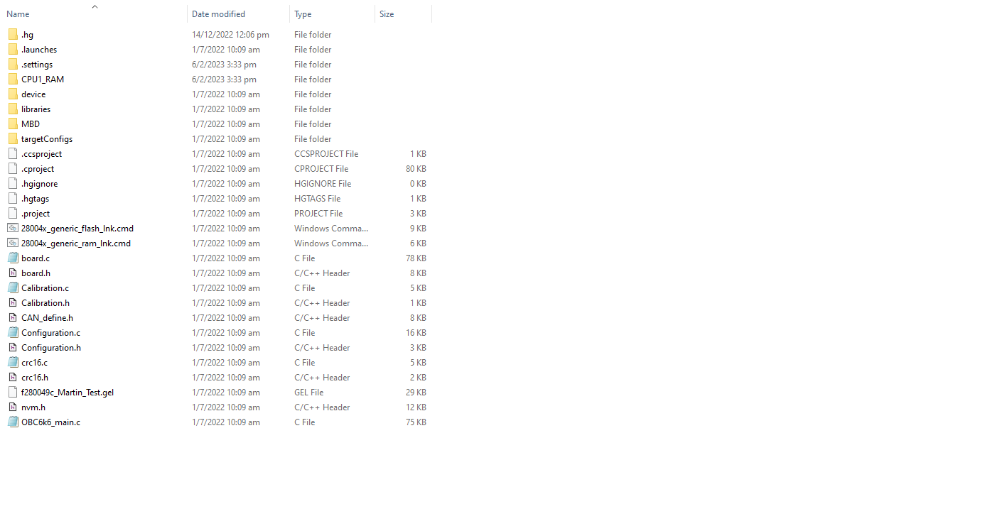 Name Date modified Type Size
.hg 14/12/2022 12:06 pm File folder
.launches 1/7/2022 10:09 am File folder
.settings 6/2/2023 3:33 pm File folder
CPU1_RAM 6/2/2023 3:33 pm File folder
device 1/7/2022 10:09 am File folder
libraries 1/7/2022 10:09 am File folder
MBD 1/7/2022 10:09 am File folder
targetConfigs 1/7/2022 10:09 am File folder
.ccsproject 1/7/2022 10:09 am CCSPROJECT File 1 KB
.cproject 1/7/2022 10:09 am CPROJECT File 80 KB
.hgignore 1/7/2022 10:09 am HGIGNORE File 0 KB
.hgtags 1/7/2022 10:09 am HGTAGS File 1 KB
.project 1/7/2022 10:09 am PROJECT File 3 KB
28004x_generic_flash_lnk.cmd 1/7/2022 10:09 am Windows Comma... 9 KB
28004x_generic_ram_lnk.cmd 1/7/2022 10:09 am Windows Comma... 6 KB
board.c 1/7/2022 10:09 am C File 78 KB
board.h 1/7/2022 10:09 am C/C++ Header 8 KB
Calibration.c 1/7/2022 10:09 am C File 5 KB
Calibration.h 1/7/2022 10:09 am C/C++ Header 1 KB
CAN_define.h 1/7/2022 10:09 am C/C++ Header 8 KB
Configuration.c 1/7/2022 10:09 am C File 16 KB
Configuration.h 1/7/2022 10:09 am C/C++ Header 3 KB
crc16.c 1/7/2022 10:09 am C File 5 KB
crc16.h 1/7/2022 10:09 am C/C++ Header 2 KB
f280049c_Martin_Test.gel 1/7/2022 10:09 am GEL File 29 KB
nvm.h 1/7/2022 10:09 am C/C++ Header 12 KB
OBC6k6_main.c 1/7/2022 10:09 am C File 75 KB